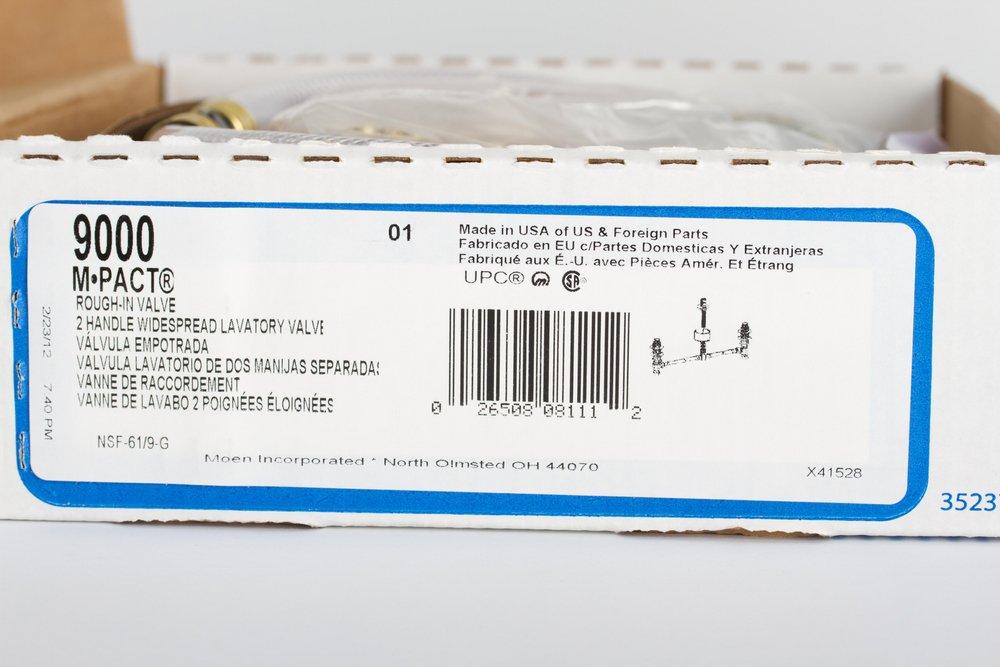 9000
01
M•PACT®
ROUGH-IN VALVE
2 HANDLE WIDESPREAD LAVATORY VALVE
VÁLVULA EMPOTRADA
VALVULA LAVATORIO DE DOS MANIJAS SEPARADAS
VANNE DE RACCORDEMENT
VANNE DE LAVABO 2 POIGNÉES ÉLOIGNÉES
NSF-61/9-G
2/23/12 7:40 PM
Made in USA of US & Foreign Parts
Fabricado en EU c/Partes Domesticas Y Extranjeras
Fabriqué aux É.-U. avec Pièces Amér. Et Étrang
UPC®
0 26508 08111 2
Moen Incorporated * North Olmsted OH 44070
X41528
3523